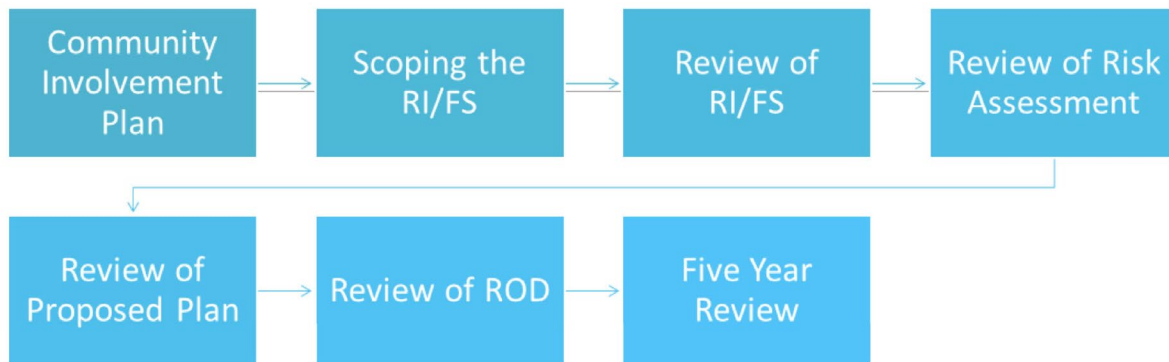 Community
Involvement
Plan
Scoping the
RI/FS
Review of
RI/FS
Review of Risk
Assessment
Review of
Proposed Plan
Review of ROD
Five Year
Review